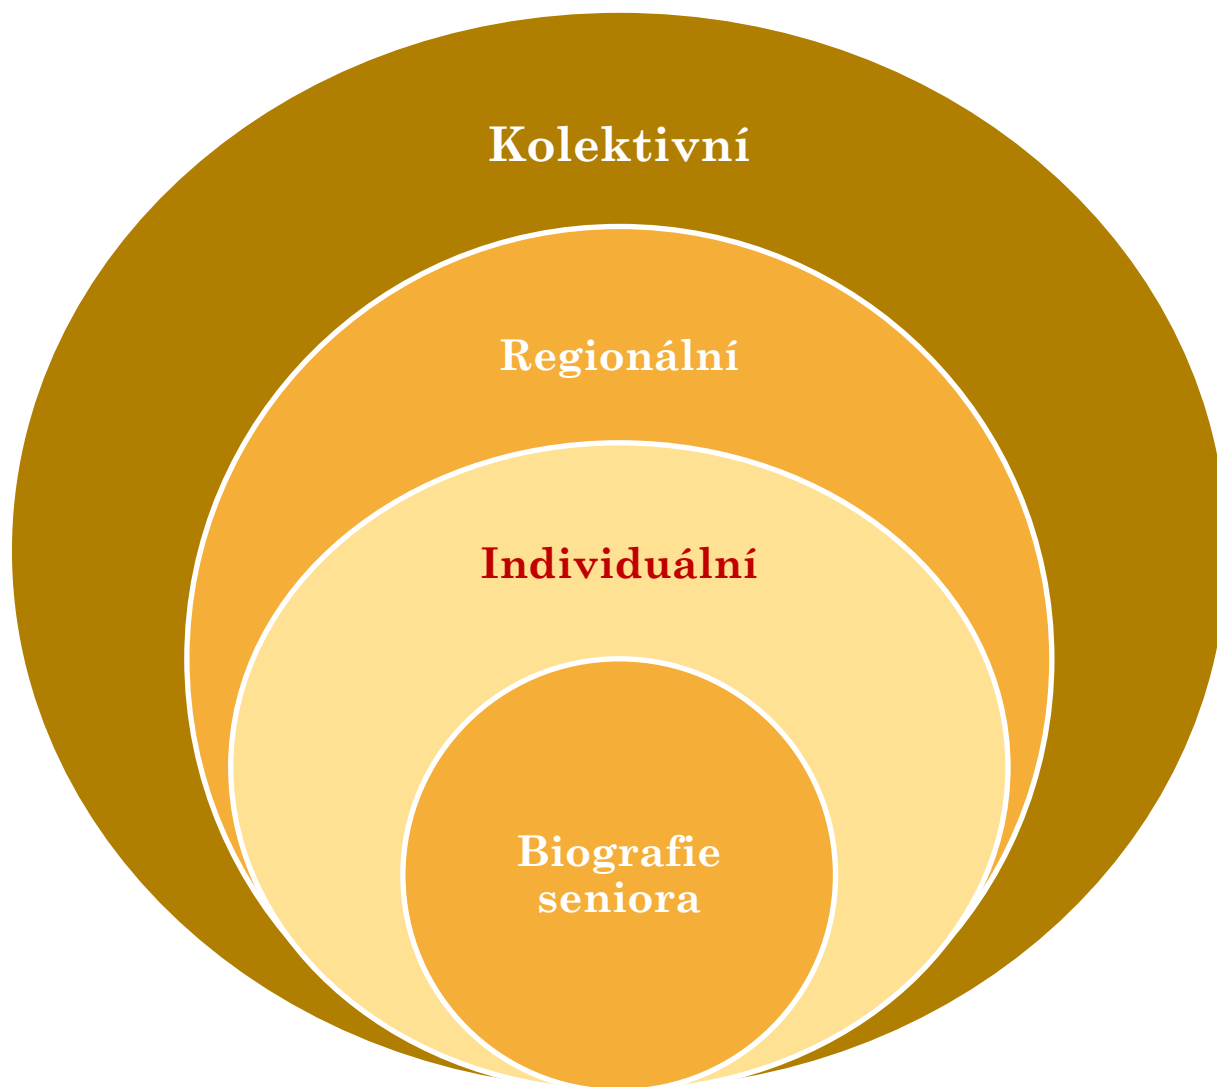 Kolektivní
Regionální
Individuální
Biografie
seniora